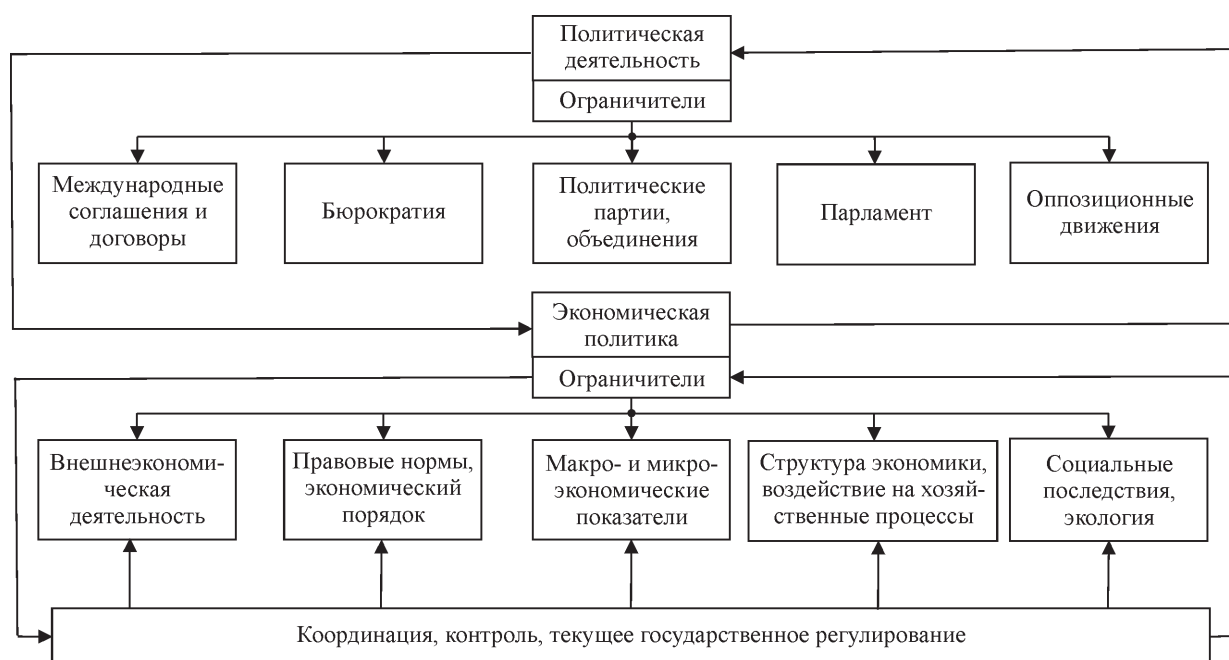 Политическая
деятельность
Ограничители
Международные
соглашения и
договоры
Бюрократия
Политические
партии,
объединения
Парламент
Оппозиционные
движения
Экономическая
политика
Ограничители
Внешнеэкономи-
ческая
деятельность
Правовые нормы,
экономический
порядок
Макро- и микро-
экономические
показатели
Структура экономики,
воздействие на хозяй-
ственные процессы
Социальные
последствия,
экология
Координация, контроль, текущее государственное регулирование